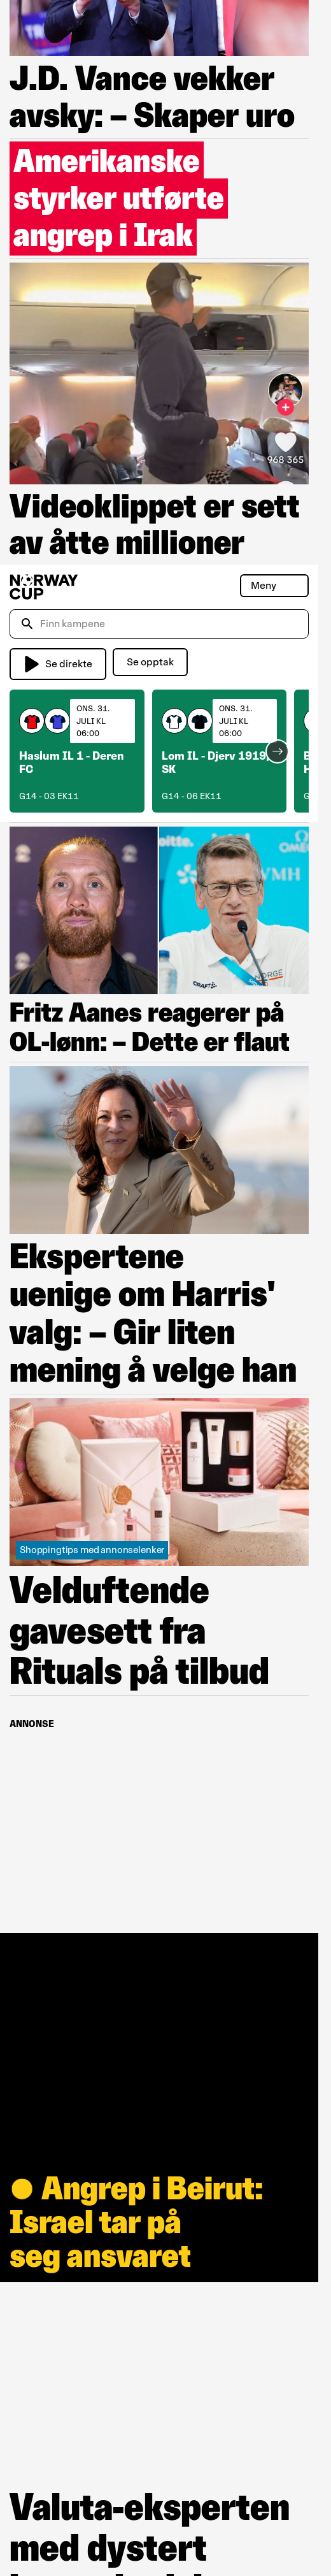 J.D. Vance vekker
avsky: – Skaper uro
Amerikanske
styrker utførte
angrep i Irak
968 365
Videoklippet er sett
av åtte millioner
NORWAY
CUP
Meny
Finn kampene
Se direkte
Se opptak
ONS. 31.
JULI KL
06:00
Haslum IL 1 - Deren
FC
G14 - 03 EK11
ONS. 31.
JULI KL
06:00
Lom IL - Djerv 1919,
SK
G14 - 06 EK11
VMH
CRAFT
NORGE
Fritz Aanes reagerer på
OL-lønn: – Dette er flaut
Ekspertene
uenige om Harris'
valg: – Gir liten
mening å velge han
Shoppingtips med annonselenker
Velduftende
gavesett fra
Rituals på tilbud
ANNONSE
Angrep i Beirut:
Israel tar på
seg ansvaret
Valuta-eksperten
med dystert